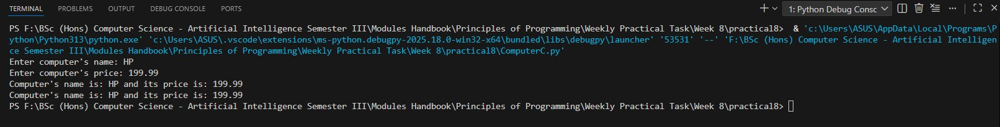 TERMINAL PROBLEMS OUTPUT DEBUG CONSOLE PORTS 1: Python Debug Consc
PS F:\BSc (Hons) Computer Science - Artificial Intelligence Semester III\Modules Handbook\Principles of Programming\Weekly Practical Task\Week 8\practical8>  & 'c:\Users\ASUS\AppData\Local\Programs\P
ython\Python313\python.exe' 'c:\Users\ASUS\.vscode\extensions\ms-python.debugpy-2025.18.0-win32-x64\bundled\libs\debugpy\launcher' '53531' '--' 'F:\BSc (Hons) Computer Science - Artificial Intelligen
ce Semester III\Modules Handbook\Principles of Programming\Weekly Practical Task\Week 8\practical8\ComputerC.py'
Enter computer's name: HP
Enter computer's price: 199.99
Computer's name is: HP and its price is: 199.99
Computer's name is: HP and its price is: 199.99
PS F:\BSc (Hons) Computer Science - Artificial Intelligence Semester III\Modules Handbook\Principles of Programming\Weekly Practical Task\Week 8\practical8>